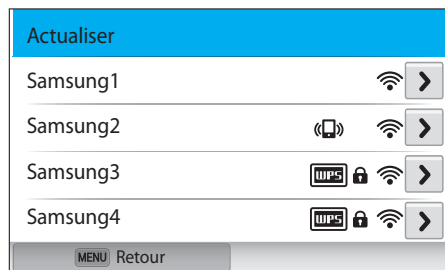 Actualiser
Samsung1
Samsung2
Samsung3 WPS
Samsung4 WPS
MENU Retour